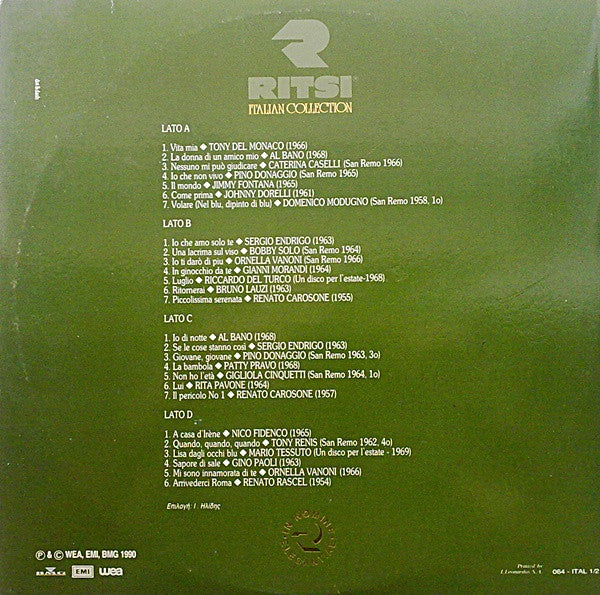 RITSI
ITALIAN COLLECTION
LATO A
1. Vita mia ◆ TONY DEL MONACO (1966)
2. La donna di un amico mio ◆ AL BANO (1968)
3. Nessuno mi può giudicare ◆ CATERINA CASELLI (San Remo 1966)
4. Io che non vivo ◆ PINO DONAGGIO (San Remo 1965)
5. Il mondo ◆ JIMMY FONTANA (1965)
6. Come prima ◆ JOHNNY DORELLI (1961)
7. Volare (Nel blu, dipinto di blu) ◆ DOMENICO MODUGNO (San Remo 1958, 1o)
LATO B
1. Io che amo solo te ◆ SERGIO ENDRIGO (1963)
2. Una lacrima sul viso ◆ BOBBY SOLO (San Remo 1964)
3. Io ti darò di piu ◆ ORNELLA VANONI (San Remo 1966)
4. In ginocchio da te ◆ GIANNI MORANDI (1964)
5. Luglio ◆ RICCARDO DEL TURCO (Un disco per l'estate-1968)
6. Ritornerai ◆ BRUNO LAUZI (1963)
7. Piccolissima serenata ◆ RENATO CAROSONE (1955)
LATO C
1. Io di notte ◆ AL BANO (1968)
2. Se le cose stanno così ◆ SERGIO ENDRIGO (1963)
3. Giovane, giovane ◆ PINO DONAGGIO (San Remo 1963, 3o)
4. La bambola ◆ PATTY PRAVO (1968)
5. Non ho l'età ◆ GIGLIOLA CINQUETTI (San Remo 1964, 1o)
6. Lui ◆ RITA PAVONE (1964)
7. Il pericolo No 1 ◆ RENATO CAROSONE (1957)
LATO D
1. A casa d'Irène ◆ NICO FIDENCO (1965)
2. Quando, quando, quando ◆ TONY RENIS (San Remo 1962, 4o)
3. Lisa dagli occhi blu ◆ MARIO TESSUTO (Un disco per l'estate - 1969)
4. Sapore di sale ◆ GINO PAOLI (1963)
5. Mi sono innamorata di te ◆ ORNELLA VANONI (1966)
6. Arrivederci Roma ◆ RENATO RASCEL (1954)
Επιλογή: Ι. Ηλίδης
℗ & © WEA, EMI, BMG 1990
BMG EMI wea
Printed by
084 - ITAL 1/2